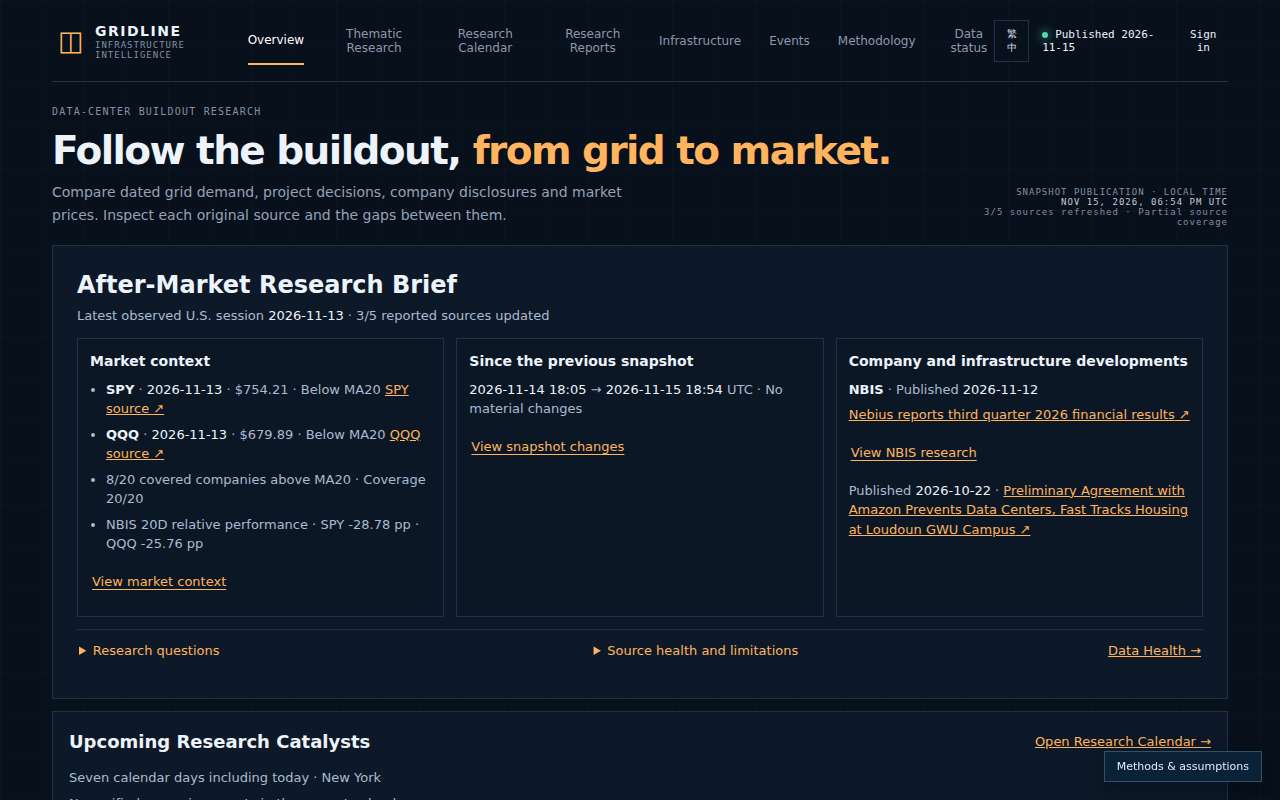 GRIDLINE
INFRASTRUCTURE
INTELLIGENCE
Overview
Thematic
Research
Research
Calendar
Research
Reports
Infrastructure
Events
Methodology
Data
status
繁
中
Published 2026-
11-15
Sign
in
DATA-CENTER BUILDOUT RESEARCH
Follow the buildout, from grid to market.
Compare dated grid demand, project decisions, company disclosures and market
prices. Inspect each original source and the gaps between them.
SNAPSHOT PUBLICATION · LOCAL TIME
NOV 15, 2026, 06:54 PM UTC
3/5 sources refreshed · Partial source
coverage
After-Market Research Brief
Latest observed U.S. session 2026-11-13 · 3/5 reported sources updated
Market context
• SPY · 2026-11-13 · $754.21 · Below MA20 SPY
source ↗
• QQQ · 2026-11-13 · $679.89 · Below MA20 QQQ
source ↗
• 8/20 covered companies above MA20 · Coverage
20/20
• NBIS 20D relative performance · SPY -28.78 pp ·
QQQ -25.76 pp
View market context
Since the previous snapshot
2026-11-14 18:05 → 2026-11-15 18:54 UTC · No
material changes
View snapshot changes
Company and infrastructure developments
NBIS · Published 2026-11-12
Nebius reports third quarter 2026 financial results ↗
View NBIS research
Published 2026-10-22 · Preliminary Agreement with
Amazon Prevents Data Centers, Fast Tracks Housing
at Loudoun GWU Campus ↗
▶ Research questions
▶ Source health and limitations
Data Health →
Upcoming Research Catalysts
Open Research Calendar →
Seven calendar days including today · New York
Methods & assumptions